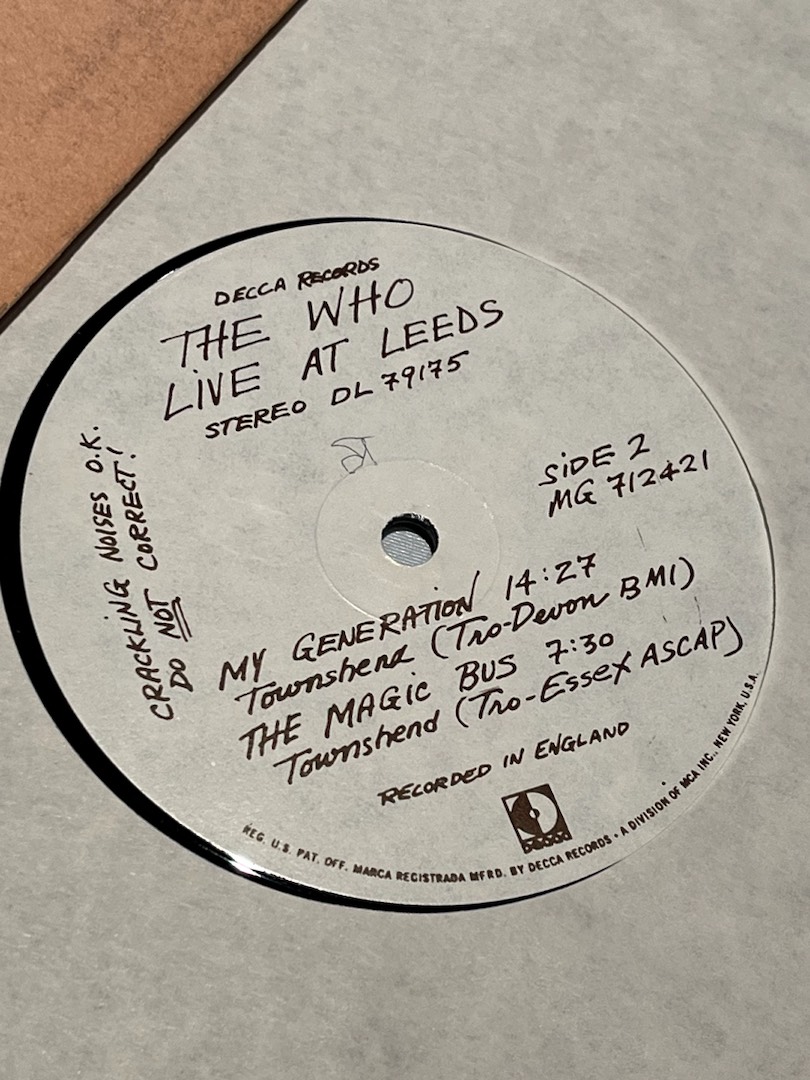 DECCA RECORDS
THE WHO
LiVE AT LEEDS
STEREO DL 79175
SiDE 2
MG 712421
CRACKLING NOISES O.K.
DO NOT CORRECT!
MY GENERATION 14:27
Townshend (Tro-Devon BMI)
THE MAGic BUS 7:30
Townshend (Tro-Essex ASCAP)
RECORDED IN ENGLAND
DECCA
REG. U.S. PAT. OFF. MARCA REGISTRADA MFRD. BY DECCA RECORDS • A DIVISION OF MCA INC., NEW YORK, U.S.A.